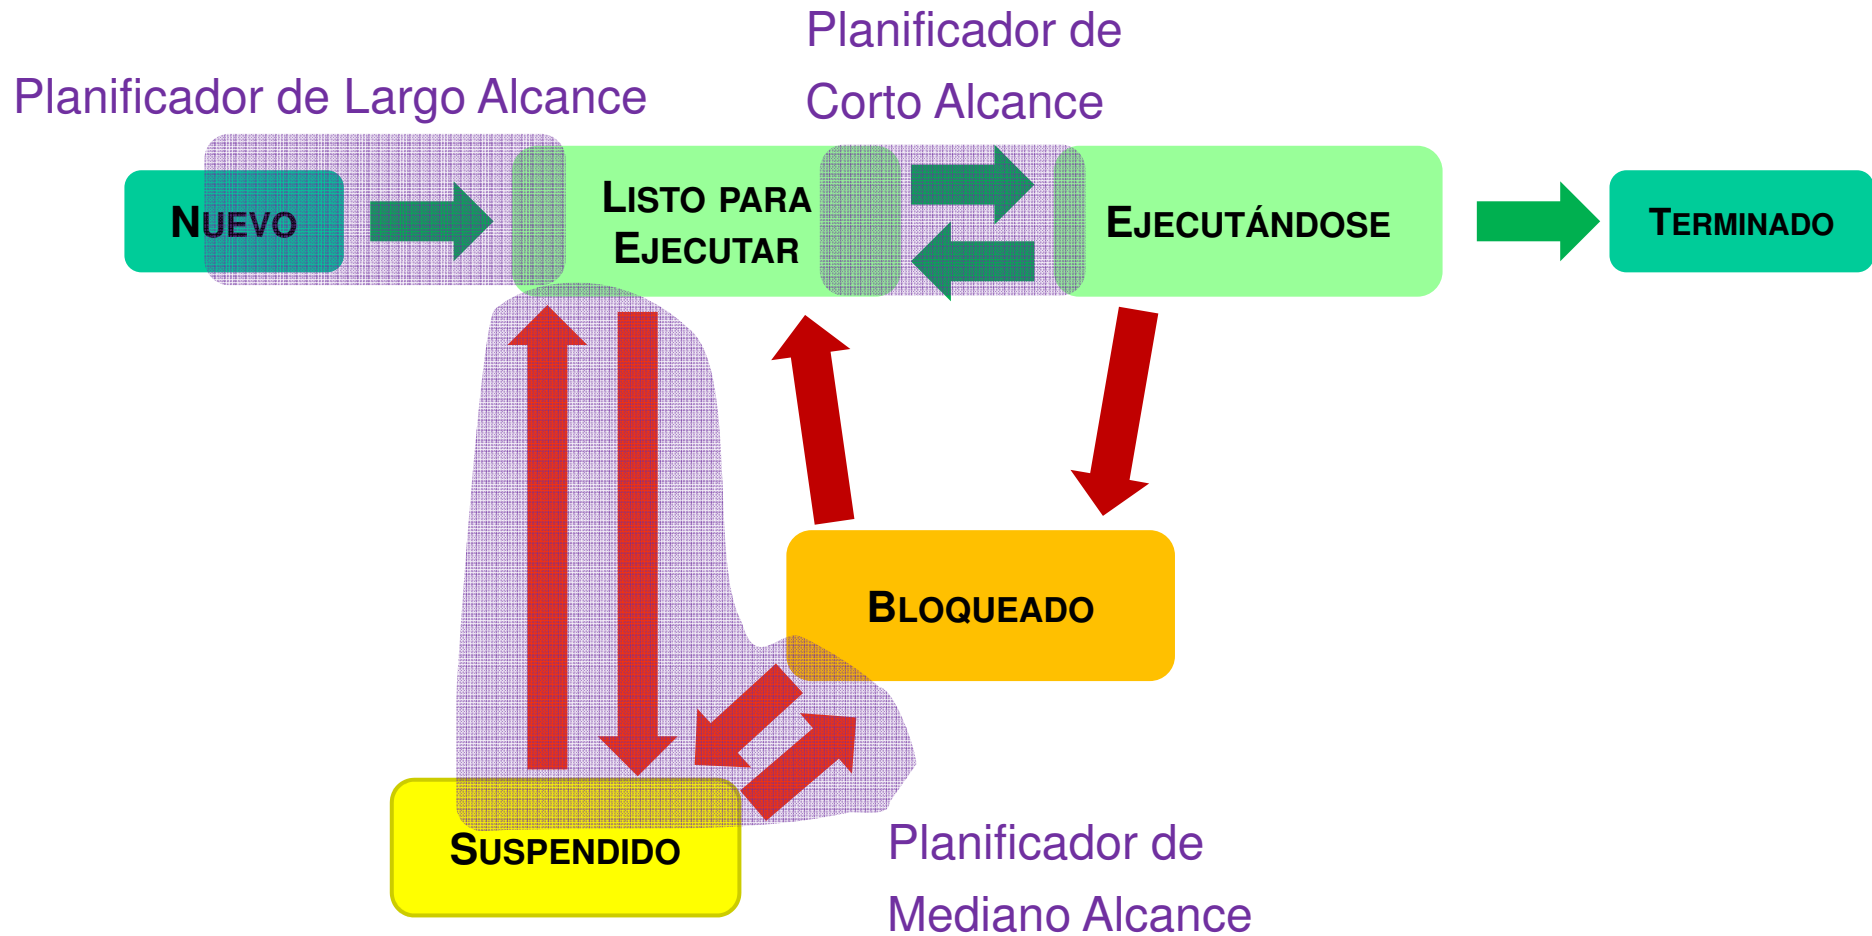 Planificador de
Corto Alcance
Planificador de Largo Alcance
NUEVO
LISTO PARA
EJECUTAR
EJECUTÁNDOSE
TERMINADO
BLOQUEADO
SUSPENDIDO
Planificador de
Mediano Alcance